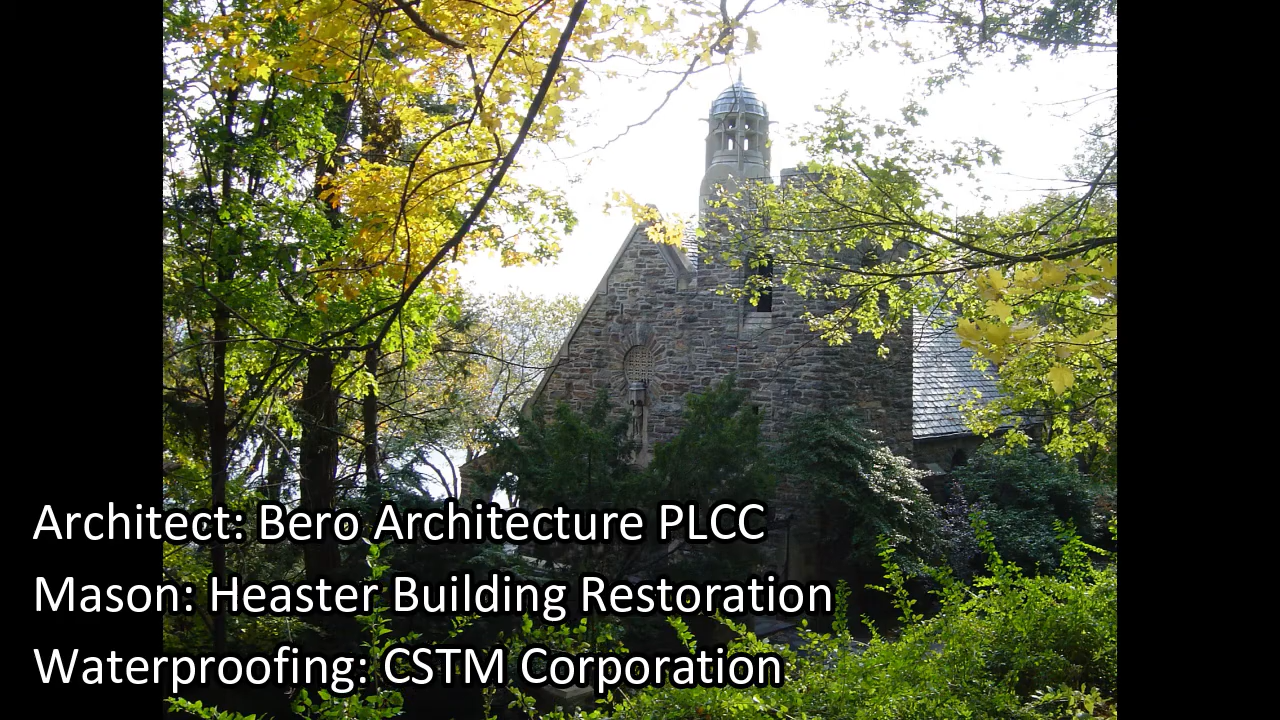 Architect: Bero Architecture PLCC
Mason: Heaster Building Restoration
Waterproofing: CSTM Corporation